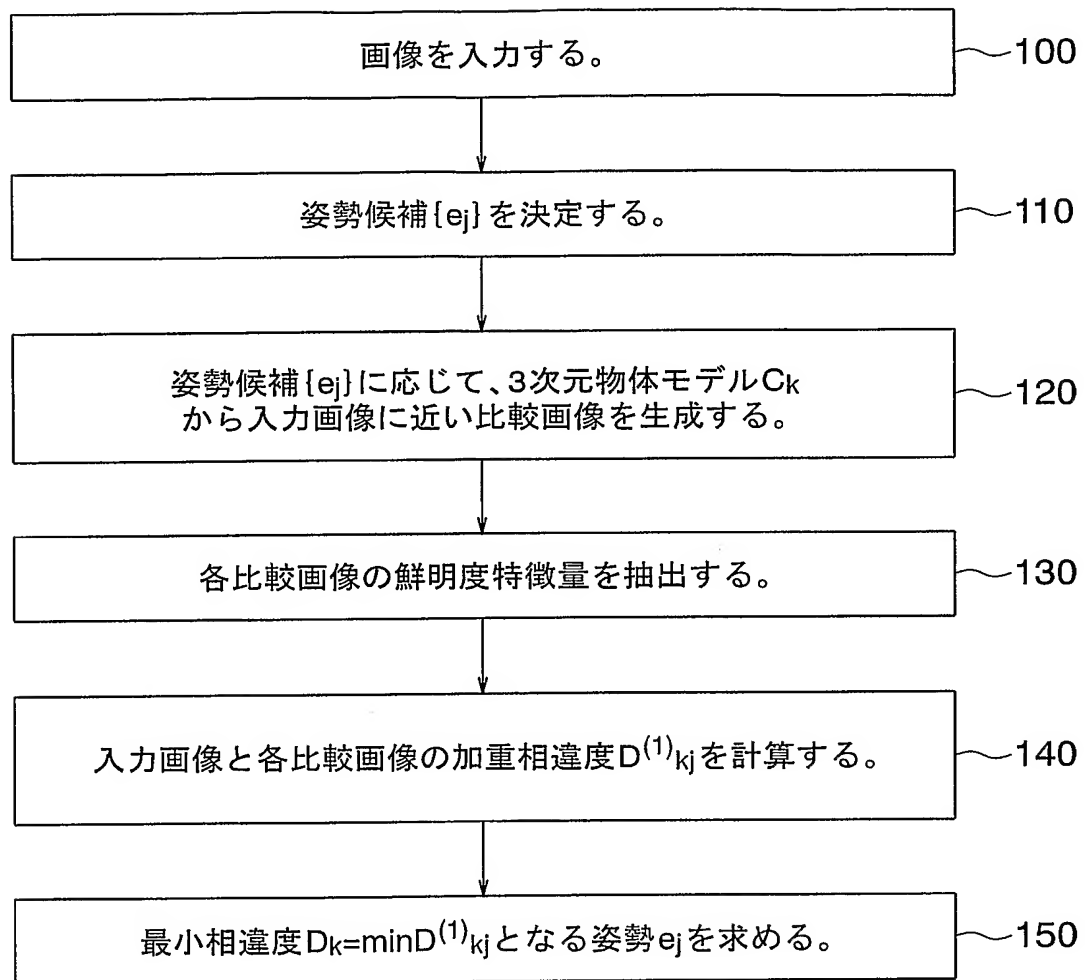 画像を入力する。
100
姿勢候補{ej}を決定する。
110
姿勢候補{ej}に応じて、3次元物体モデルCk
から入力画像に近い比較画像を生成する。
120
各比較画像の鮮明度特徴量を抽出する。
130
入力画像と各比較画像の加重相違度D(1)kjを計算する。
140
最小相違度Dk=minD(1)kjとなる姿勢ejを求める。
150